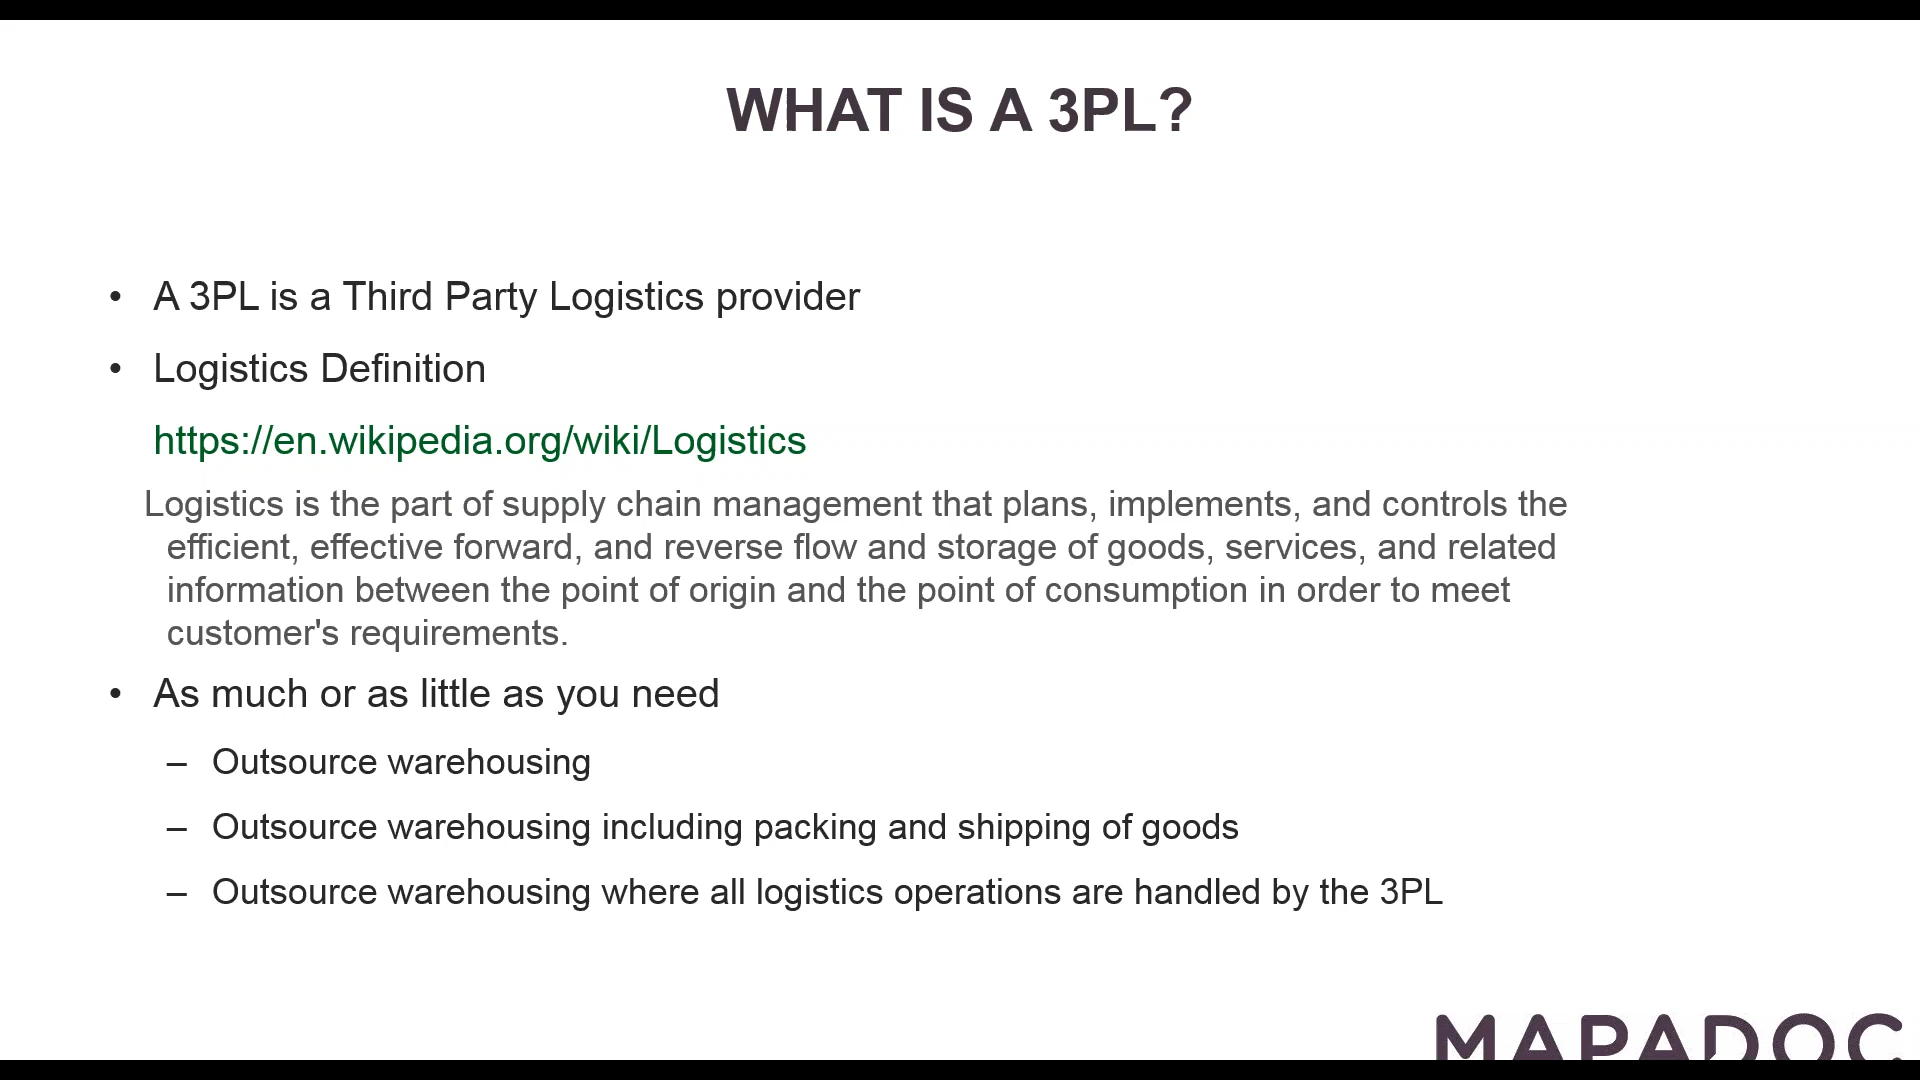 WHAT IS A 3PL?
• A 3PL is a Third Party Logistics provider
• Logistics Definition
https://en.wikipedia.org/wiki/Logistics
Logistics is the part of supply chain management that plans, implements, and controls the
efficient, effective forward, and reverse flow and storage of goods, services, and related
information between the point of origin and the point of consumption in order to meet
customer's requirements.
• As much or as little as you need
– Outsource warehousing
– Outsource warehousing including packing and shipping of goods
– Outsource warehousing where all logistics operations are handled by the 3PL
MAPADOC